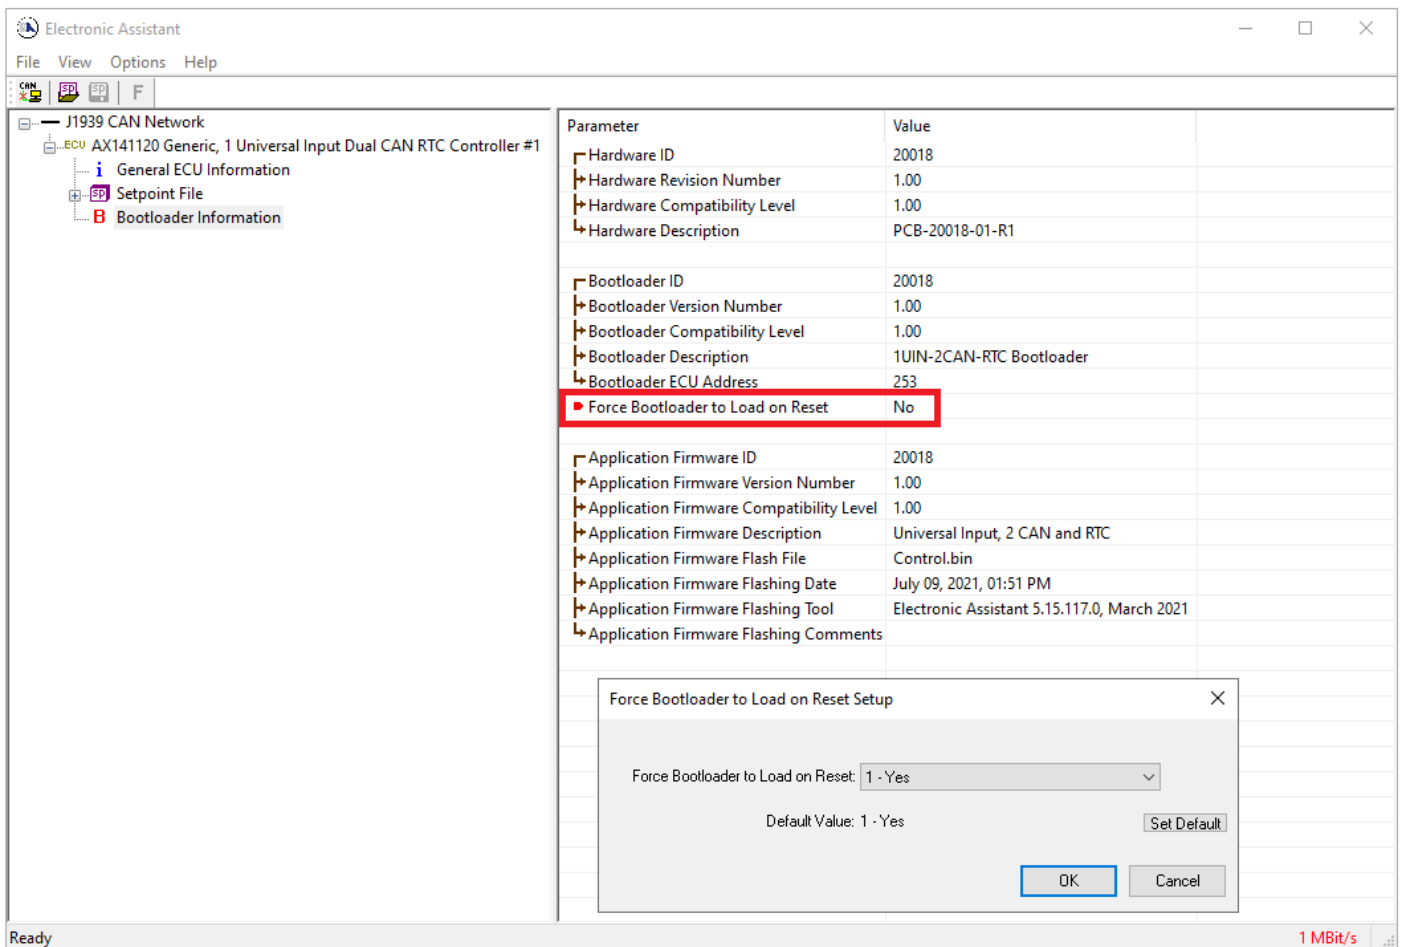 Electronic Assistant
File View Options Help
CAN SP SP F
J1939 CAN Network
ECU AX141120 Generic, 1 Universal Input Dual CAN RTC Controller #1
i General ECU Information
SP Setpoint File
B Bootloader Information
Parameter Value
Hardware ID 20018
Hardware Revision Number 1.00
Hardware Compatibility Level 1.00
Hardware Description PCB-20018-01-R1
Bootloader ID 20018
Bootloader Version Number 1.00
Bootloader Compatibility Level 1.00
Bootloader Description 1UIN-2CAN-RTC Bootloader
Bootloader ECU Address 253
Force Bootloader to Load on Reset No
Application Firmware ID 20018
Application Firmware Version Number 1.00
Application Firmware Compatibility Level 1.00
Application Firmware Description Universal Input, 2 CAN and RTC
Application Firmware Flash File Control.bin
Application Firmware Flashing Date July 09, 2021, 01:51 PM
Application Firmware Flashing Tool Electronic Assistant 5.15.117.0, March 2021
Application Firmware Flashing Comments
Force Bootloader to Load on Reset Setup
Force Bootloader to Load on Reset: 1 - Yes
Default Value: 1 - Yes Set Default
OK Cancel
Ready 1 MBit/s